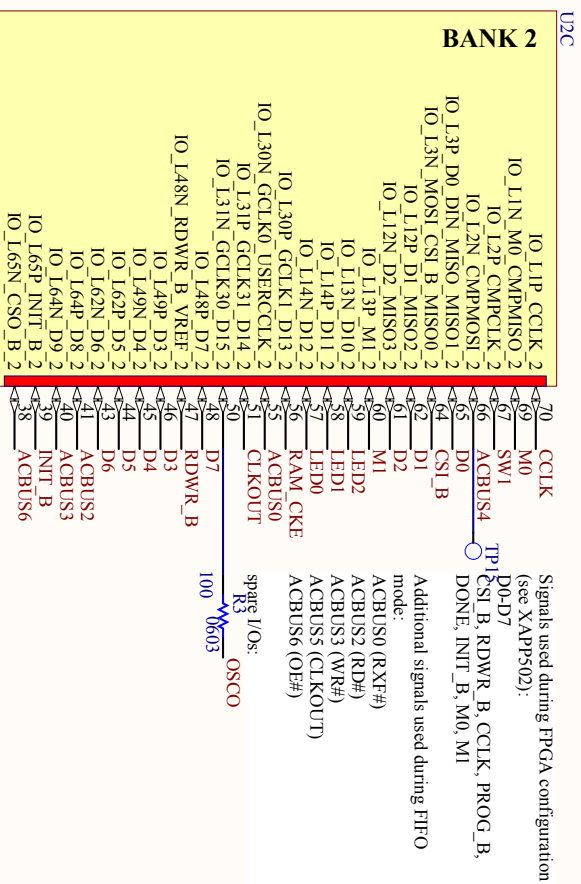 U2C
BANK 2
IO_L1P_CCLK_2 70 CCLK
IO_L1N_M0_CMPMISO_2 69 M0
IO_L2P_CMPCLK_2 67 SW1
IO_L2N_CMPMOSI_2 66 ACBUS4
IO_L3P_D0_DIN_MISO_MISO1_2 65 D0
IO_L3N_MOSI_CSI_B_MISO0_2 64 CSI_B
IO_L12P_D1_MISO2_2 62 D1
IO_L12N_D2_MISO3_2 61 D2
IO_L13P_M1_2 60 M1
IO_L13N_D10_2 59 LED2
IO_L14P_D11_2 58 LED1
IO_L14N_D12_2 57 LED0
IO_L30P_GCLK1_D13_2 56 RAM_CKE
IO_L30N_GCLK0_USERCCLK_2 55 ACBUS0
IO_L31P_GCLK31_D14_2 51 CLKOUT
IO_L31N_GCLK30_D15_2 50
IO_L48P_D7_2 48 D7
IO_L48N_RDWR_B_VREF_2 47 RDWR_B
IO_L49P_D3_2 46 D3
IO_L49N_D4_2 45 D4
IO_L62P_D5_2 44 D5
IO_L62N_D6_2 43 D6
IO_L64P_D8_2 41 ACBUS2
IO_L64N_D9_2 40 ACBUS3
IO_L65P_INIT_B_2 39 INIT_B
IO_L65N_CSO_B_2 38 ACBUS6
TP15
R3
100 0603
OSCO
Signals used during FPGA configuration
(see XAPP502):
D0-D7
CSI_B, RDWR_B, CCLK, PROG_B,
DONE, INIT_B, M0, M1
Additional signals used during FIFO
mode:
ACBUS0 (RXF#)
ACBUS2 (RD#)
ACBUS3 (WR#)
ACBUS5 (CLKOUT)
ACBUS6 (OE#)
spare I/Os: